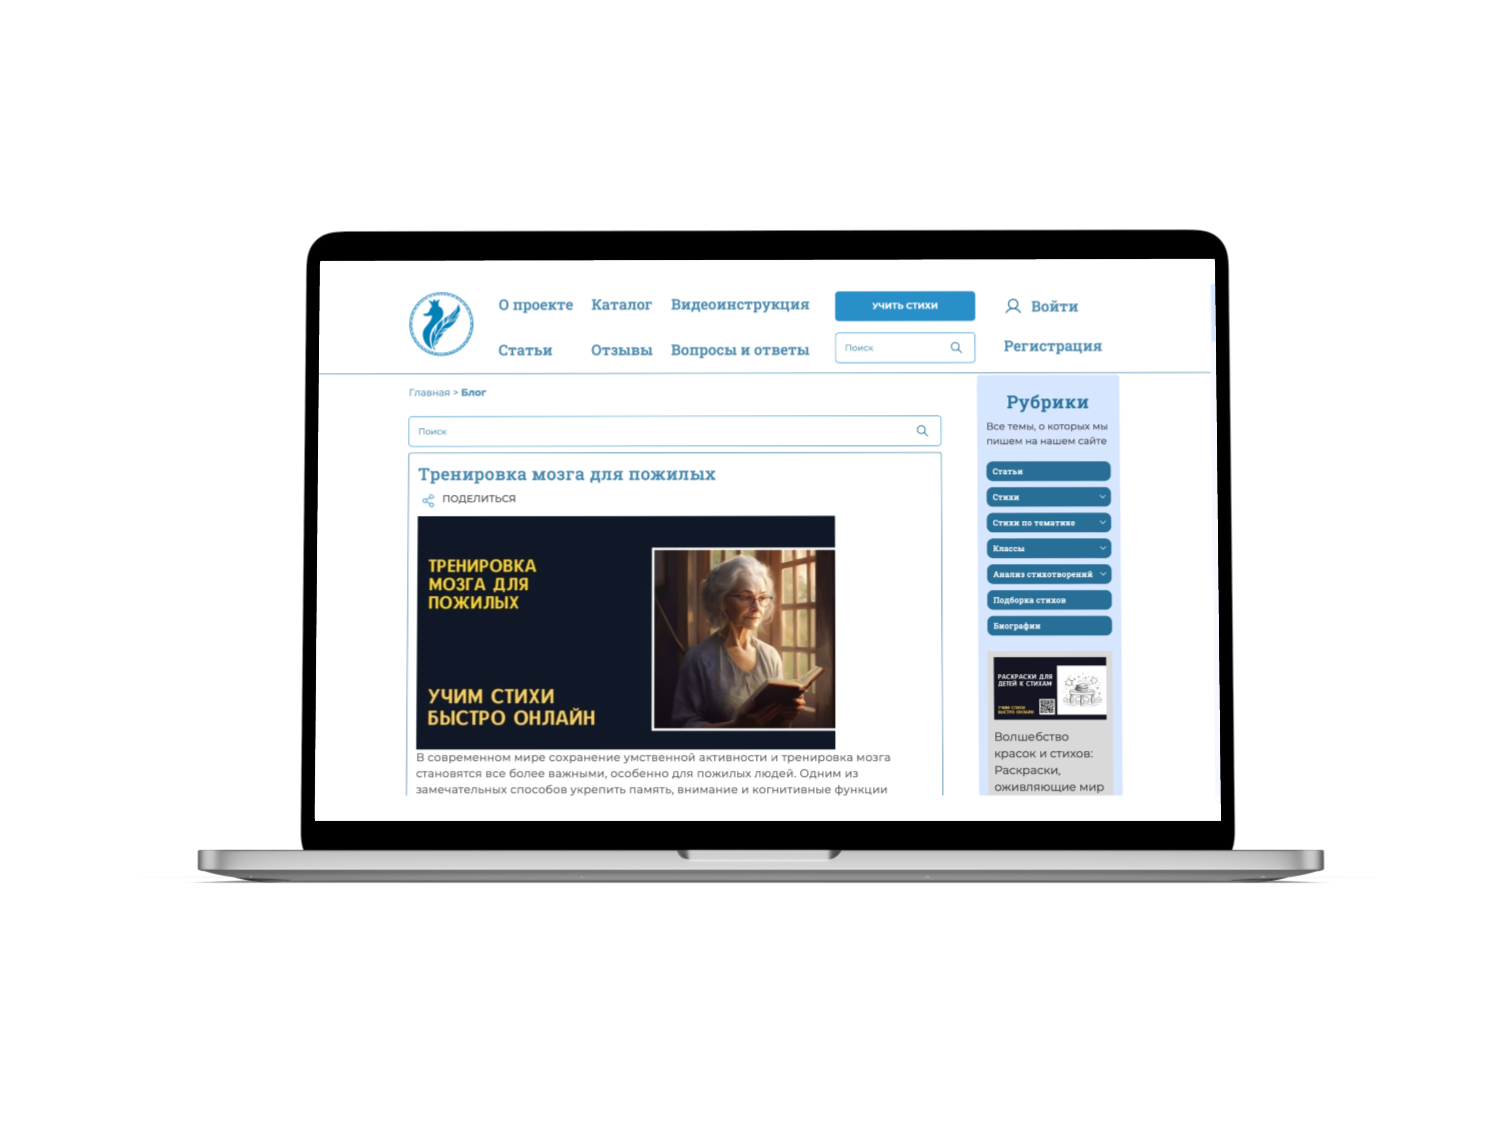 О проекте
Каталог
Видеоинструкция
УЧИТЬ СТИХИ
Войти
Статьи
Отзывы
Вопросы и ответы
Поиск
Регистрация
Главная > Блог
Поиск
Тренировка мозга для пожилых
ПОДЕЛИТЬСЯ
ТРЕНИРОВКА
МОЗГА ДЛЯ
ПОЖИЛЫХ
УЧИМ СТИХИ
БЫСТРО ОНЛАЙН
В современном мире сохранение умственной активности и тренировка мозга
становятся все более важными, особенно для пожилых людей. Одним из
замечательных способов укрепить память, внимание и когнитивные функции
Рубрики
Все темы, о которых мы
пишем на нашем сайте
Статьи
Стихи
Стихи по тематике
Классы
Анализ стихотворений
Подборка стихов
Биографии
РАСКРАСКИ ДЛЯ
ДЕТЕЙ К СТИХАМ
УЧИМ СТИХИ
БЫСТРО ОНЛАЙН
Волшебство
красок и стихов:
Раскраски,
оживляющие мир